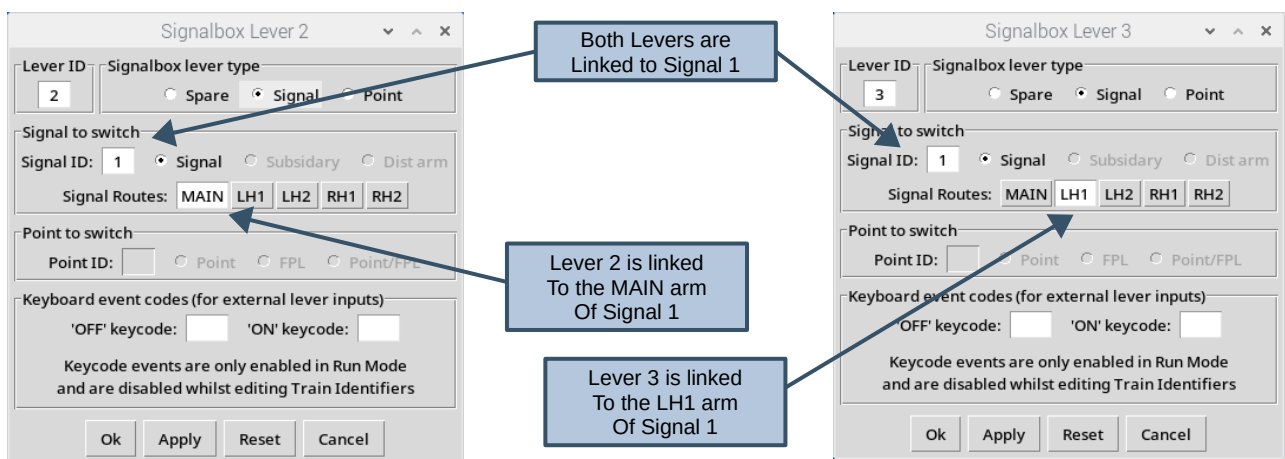 Signalbox Lever 2
Lever ID
Signalbox lever type
2
Spare
Signal
Point
Signal to switch
Signal ID:
1
Signal
Subsidary
Dist arm
Signal Routes:
MAIN
LH1
LH2
RH1
RH2
Point to switch
Point ID:
Point
FPL
Point/FPL
Keyboard event codes (for external lever inputs)
'OFF' keycode:
'ON' keycode:
Keycode events are only enabled in Run Mode
and are disabled whilst editing Train Identifiers
Ok
Apply
Reset
Cancel
Both Levers are
Linked to Signal 1
Lever 2 is linked
To the MAIN arm
Of Signal 1
Lever 3 is linked
To the LH1 arm
Of Signal 1
Signalbox Lever 3
Lever ID
Signalbox lever type
3
Spare
Signal
Point
Signal to switch
Signal ID:
1
Signal
Subsidary
Dist arm
Signal Routes:
MAIN
LH1
LH2
RH1
RH2
Point to switch
Point ID:
Point
FPL
Point/FPL
Keyboard event codes (for external lever inputs)
'OFF' keycode:
'ON' keycode:
Keycode events are only enabled in Run Mode
and are disabled whilst editing Train Identifiers
Ok
Apply
Reset
Cancel